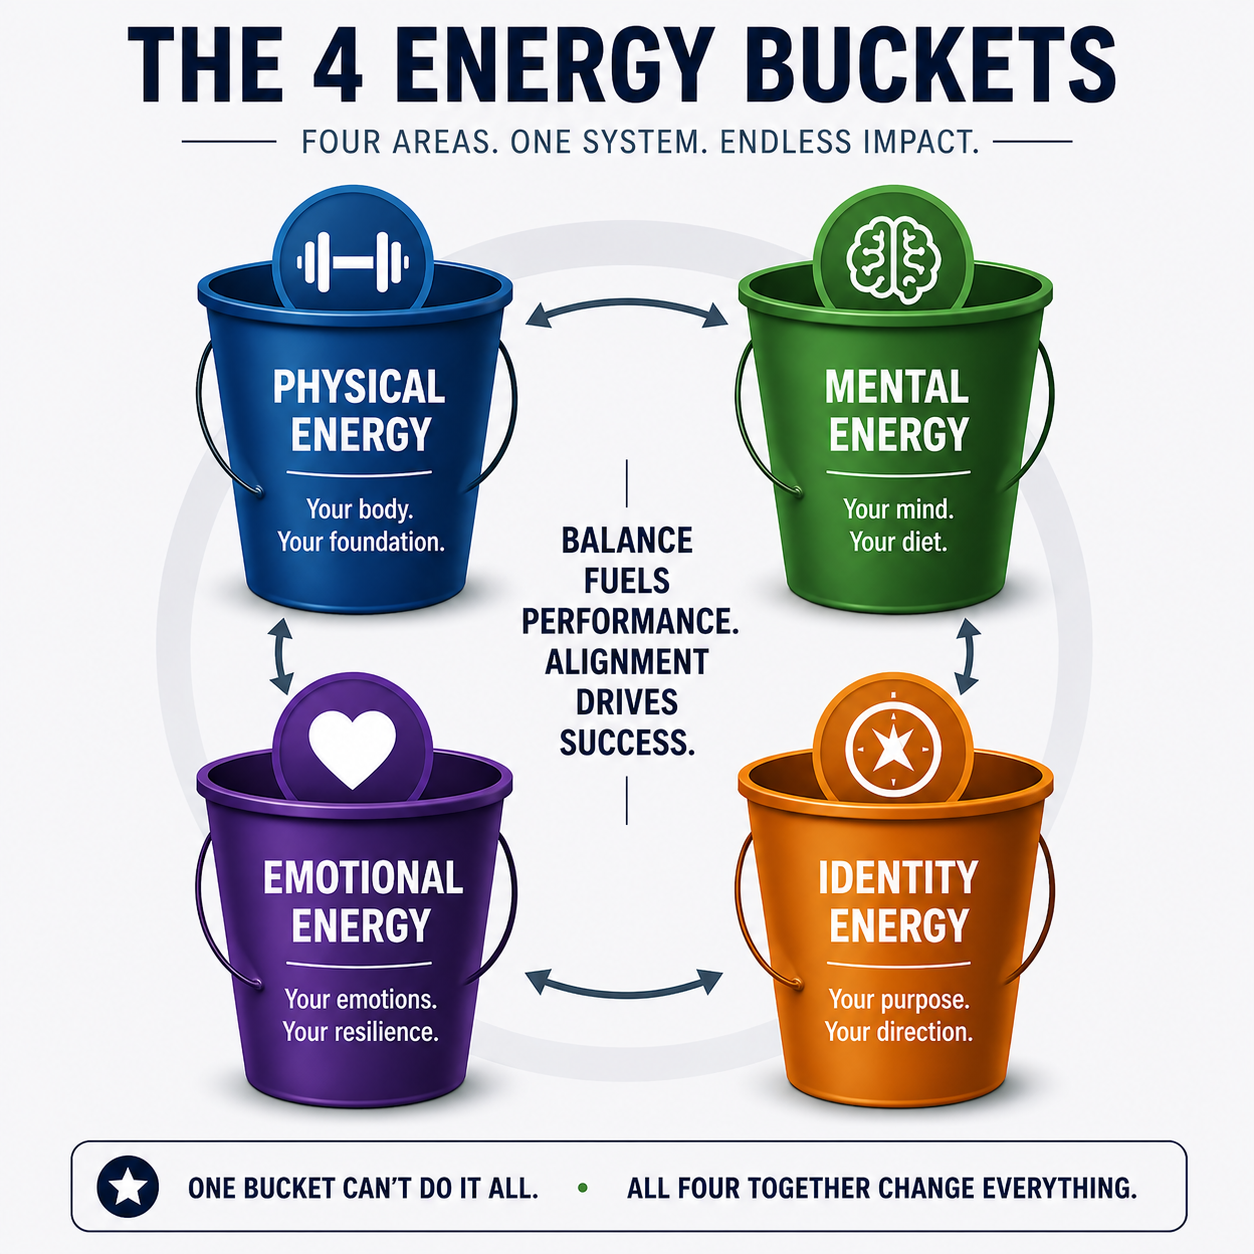 THE 4 ENERGY BUCKETS
FOUR AREAS. ONE SYSTEM. ENDLESS IMPACT.
PHYSICAL
ENERGY
Your body.
Your foundation.
MENTAL
ENERGY
Your mind.
Your diet.
BALANCE
FUELS
PERFORMANCE.
ALIGNMENT
DRIVES
SUCCESS.
EMOTIONAL
ENERGY
Your emotions.
Your resilience.
IDENTITY
ENERGY
Your purpose.
Your direction.
ONE BUCKET CAN'T DO IT ALL. • ALL FOUR TOGETHER CHANGE EVERYTHING.